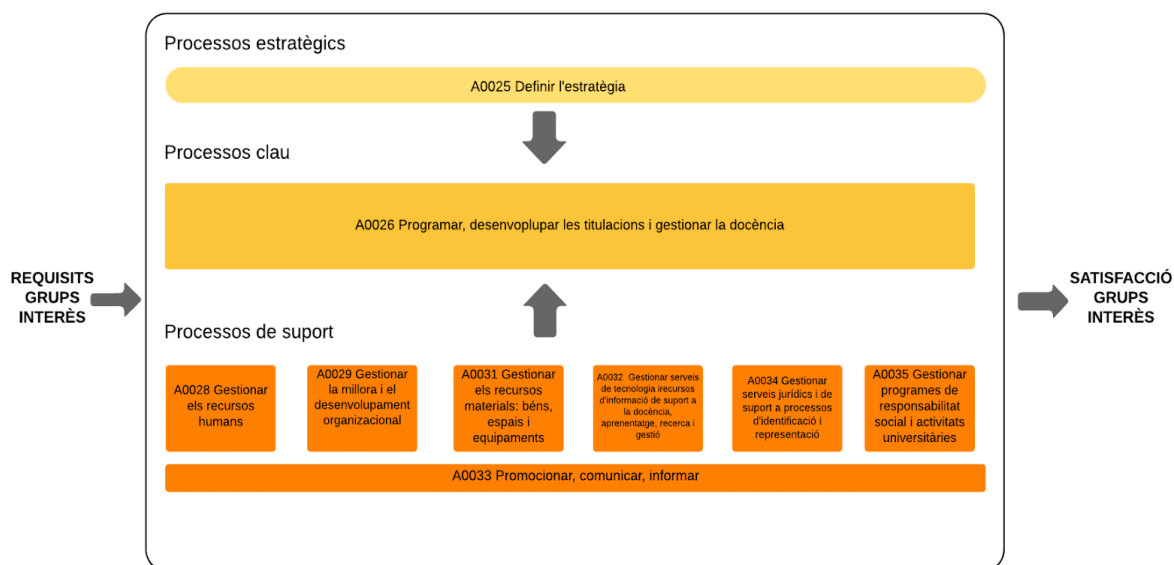 Processos estratègics
A0025 Definir l'estratègia
Processos clau
A0026 Programar, desenvoplupar les titulacions i gestionar la docència
REQUISITS
GRUPS
INTERÈS
SATISFACCIÓ
GRUPS
INTERÈS
Processos de suport
A0028 Gestionar
els recursos
humans
A0029 Gestionar
la millora i el
desenvolupament
organizacional
A0031 Gestionar
els recursos
materials: béns,
espais i
equipaments
A0032 Gestionar serveis
de tecnologia irecursos
d'informació de suport a
la docència,
aprenentatge, recerca i
gestió
A0034 Gestionar
serveis jurídics i de
suport a processos
d'identificació i
representació
A0035 Gestionar
programes de
responsabilitat
social i activitats
universitàries
A0033 Promocionar, comunicar, informar